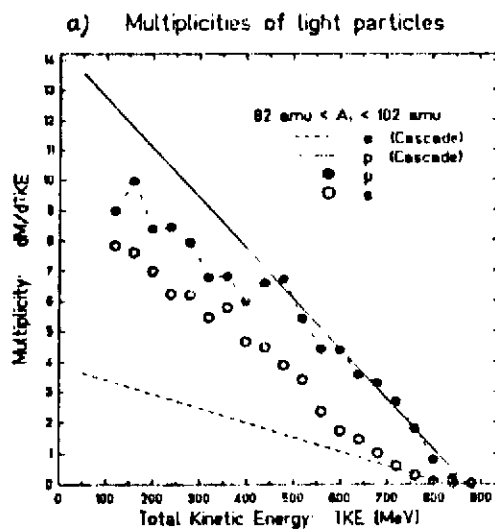 a) Multiplicities of light particles
14
13
12
11
10
9
8
7
6
5
4
3
2
1
0
Multiplicity: dM/dTKE
82 amu < A, < 102 amu
(Cascade)
p (Cascade)
0 100 200 300 400 500 600 700 800 900
Total Kinetic Energy: TKE (MeV)